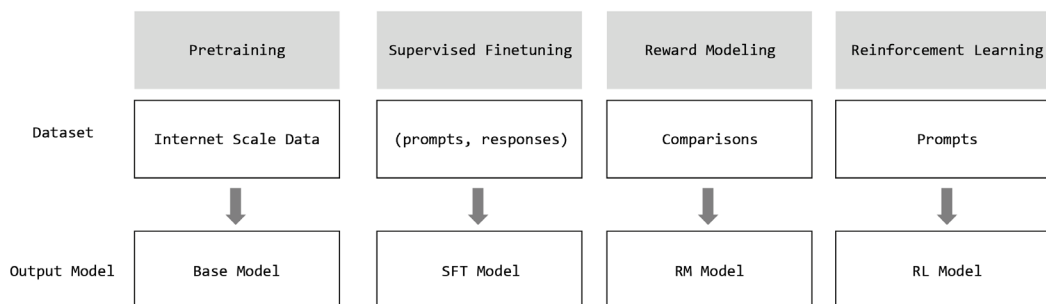 Pretraining
Supervised Finetuning
Reward Modeling
Reinforcement Learning
Dataset
Internet Scale Data
(prompts, responses)
Comparisons
Prompts
Output Model
Base Model
SFT Model
RM Model
RL Model